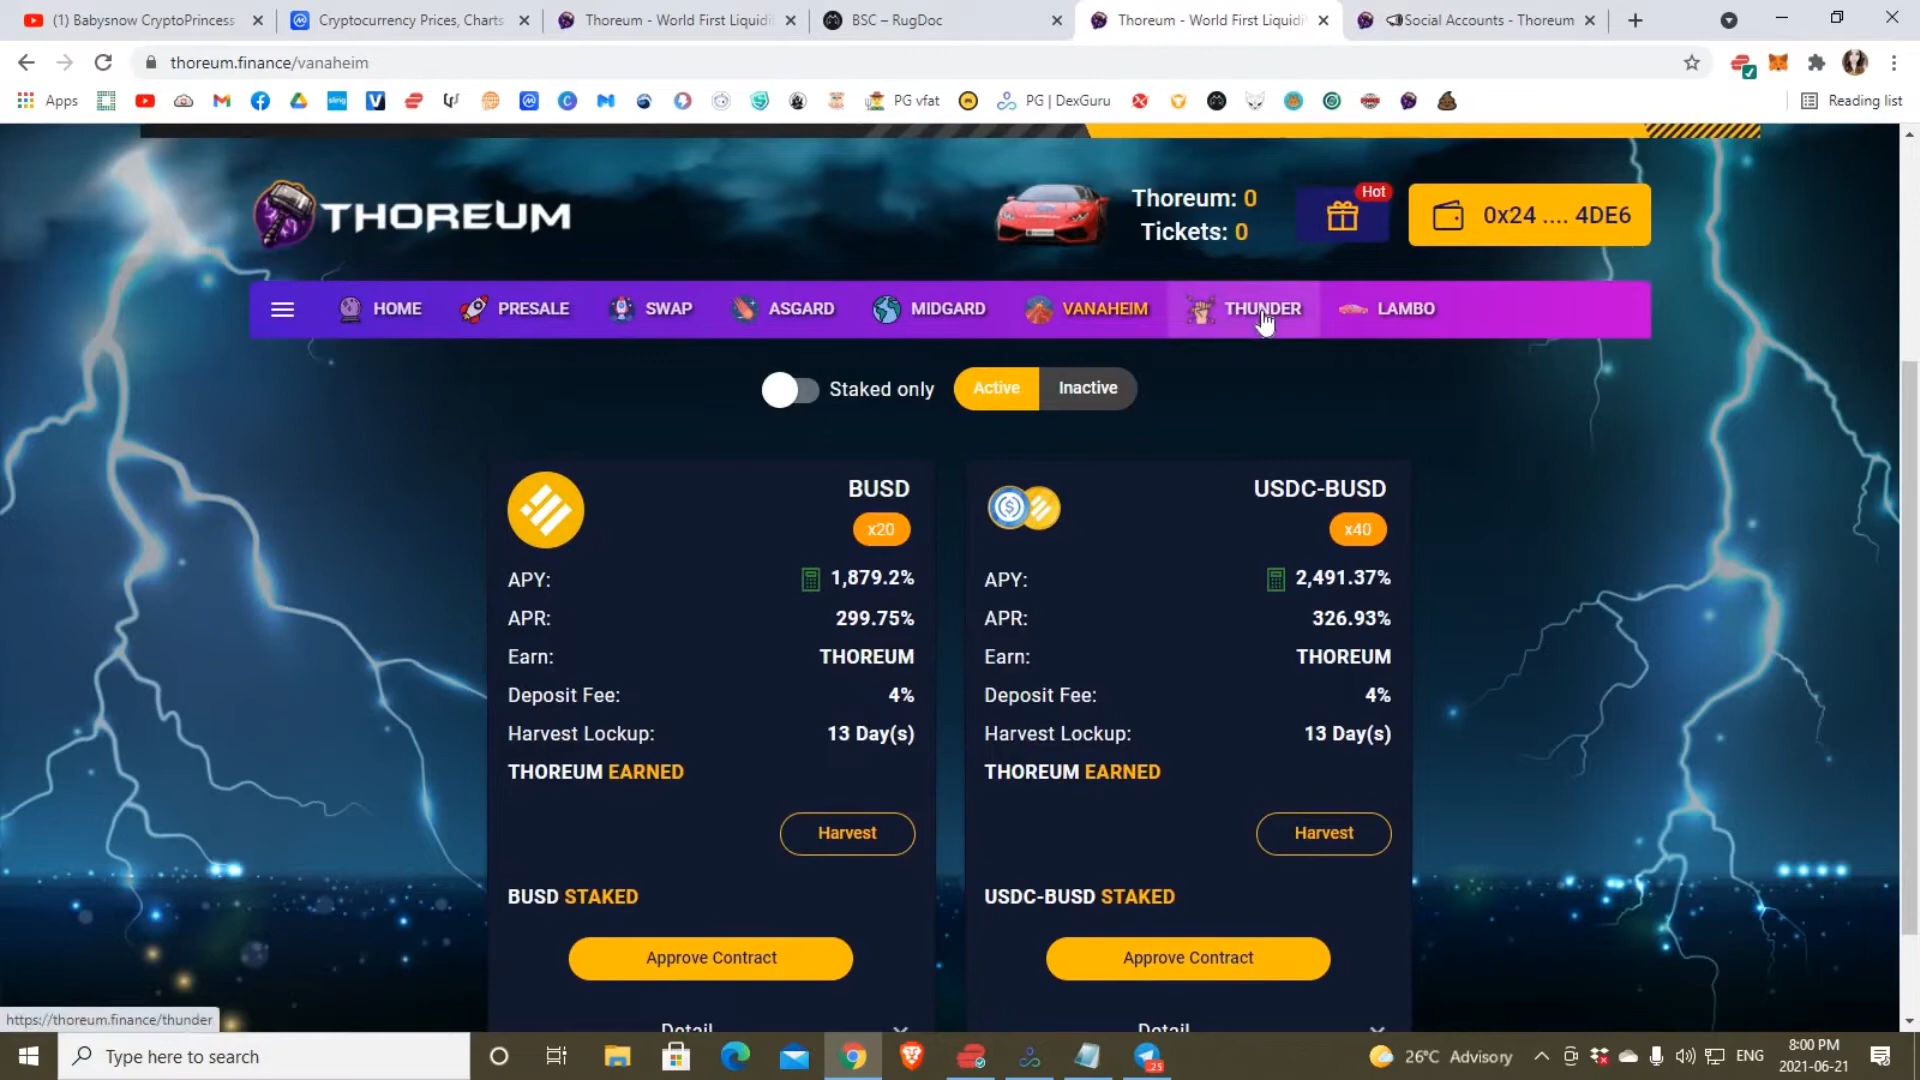 (1) Babysnow CryptoPrincess
Cryptocurrency Prices, Charts
Thoreum - World First Liquidi
BSC – RugDoc
Thoreum - World First Liquidi
Social Accounts - Thoreum
thoreum.finance/vanaheim
Apps
sling
PG vfat
PG | DexGuru
Reading list
THOREUM
Thoreum: 0
Tickets: 0
Hot
0x24 .... 4DE6
HOME
PRESALE
SWAP
ASGARD
MIDGARD
VANAHEIM
THUNDER
LAMBO
Staked only
Active
Inactive
BUSD
x20
APY:
1,879.2%
APR:
299.75%
Earn:
THOREUM
Deposit Fee:
4%
Harvest Lockup:
13 Day(s)
THOREUM EARNED
Harvest
BUSD STAKED
Approve Contract
Detail
USDC-BUSD
x40
APY:
2,491.37%
APR:
326.93%
Earn:
THOREUM
Deposit Fee:
4%
Harvest Lockup:
13 Day(s)
THOREUM EARNED
Harvest
USDC-BUSD STAKED
Approve Contract
Detail
https://thoreum.finance/thunder
Type here to search
25
26°C Advisory
ENG
8:00 PM
2021-06-21